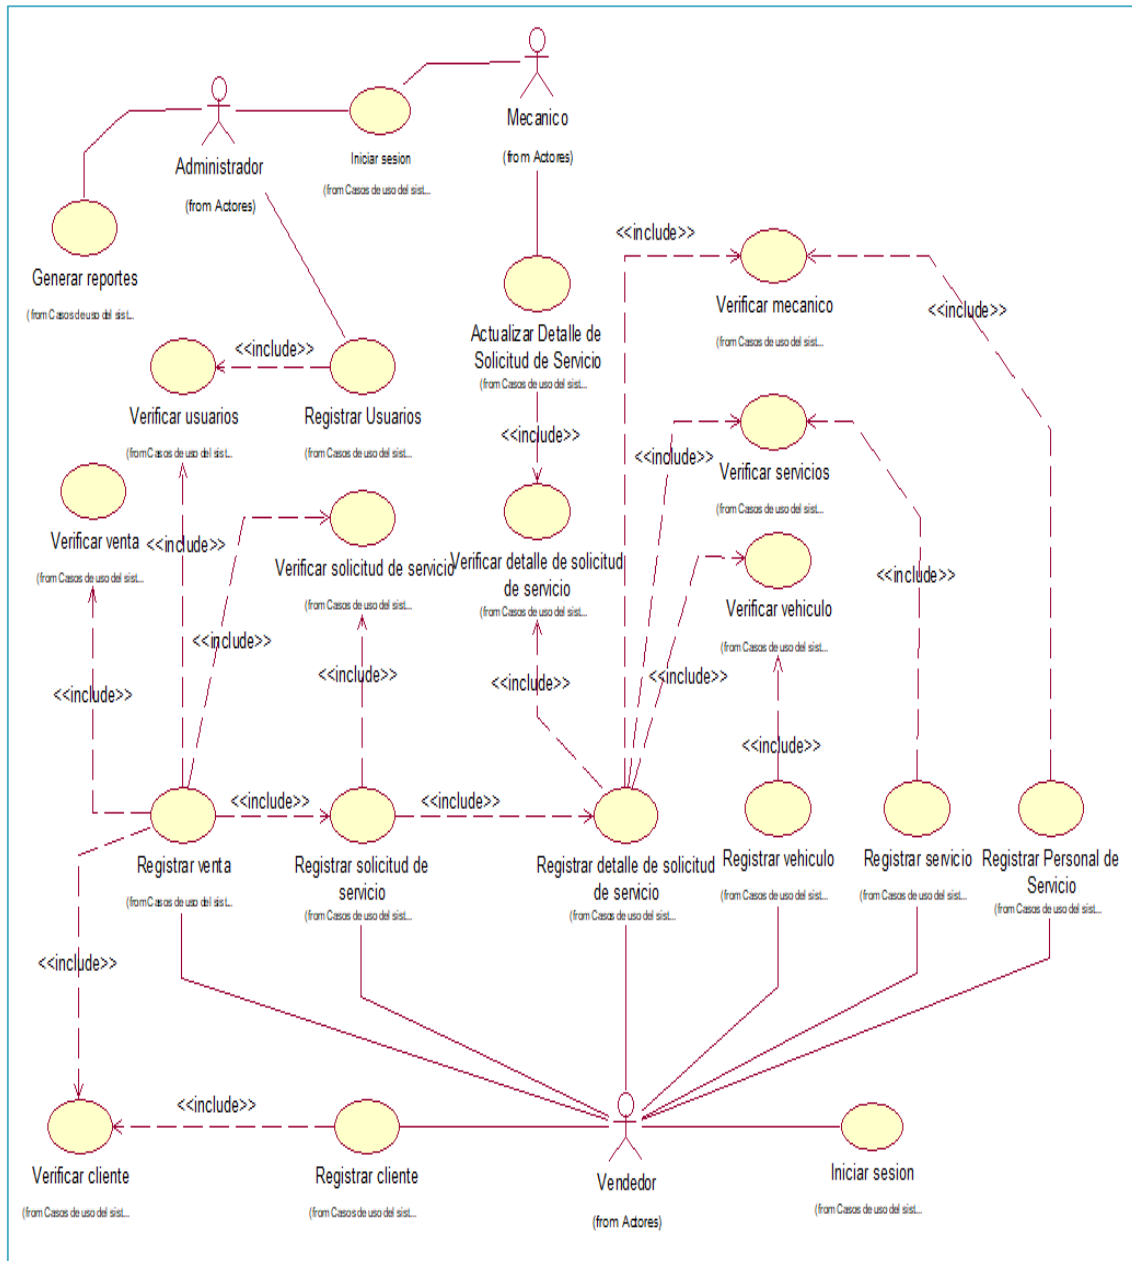 Mecanico
(from Actores)
Administrador
(from Actores)
Iniciar sesion
(from Casos de uso del sist...
Generar reportes
(from Casos de uso del sist...
<<include>>
Verificar mecanico
(from Casos de uso del sist...
<<include>>
Actualizar Detalle de
Solicitud de Servicio
(from Casos de uso del sist...
<<include>>
Verificar usuarios
(from Casos de uso del sist...
Registrar Usuarios
(from Casos de uso del sist...
<<include>>
<<include>>
Verificar servicios
(from Casos de uso del sist...
Verificar venta
(from Casos de uso del sist...
<<include>>
Verificar solicitud de servicio
(from Casos de uso del sist...
Verificar detalle de solicitud
de servicio
(from Casos de uso del sist...
<<include>>
Verificar vehiculo
(from Casos de uso del sist...
<<include>>
<<include>>
<<include>>
<<include>>
<<include>>
<<include>>
<<include>>
<<include>>
<<include>>
Registrar venta
(from Casos de uso del sist...
Registrar solicitud de
servicio
(from Casos de uso del sist...
Registrar detalle de solicitud
de servicio
(from Casos de uso del sist...
Registrar vehiculo
(from Casos de uso del sist...
Registrar servicio
(from Casos de uso del sist...
Registrar Personal de
Servicio
(from Casos de uso del sist...
<<include>>
<<include>>
Verificar cliente
(from Casos de uso del sist...
Registrar cliente
(from Casos de uso del sist...
Vendedor
(from Actores)
Iniciar sesion
(from Casos de uso del sist...